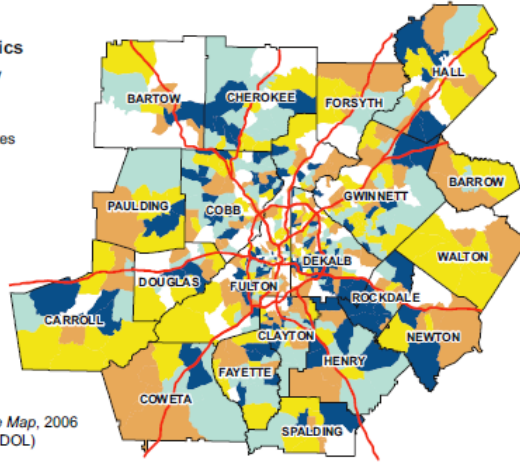 ics
es
HALL
BARTOW
CHEROKEE
FORSYTH
BARROW
PAULDING
COBB
GWINNETT
WALTON
DEKALB
DOUGLAS
FULTON
ROCKDALE
CARROLL
CLAYTON
NEWTON
HENRY
FAYETTE
COWETA
SPALDING
e Map, 2006
DOL)